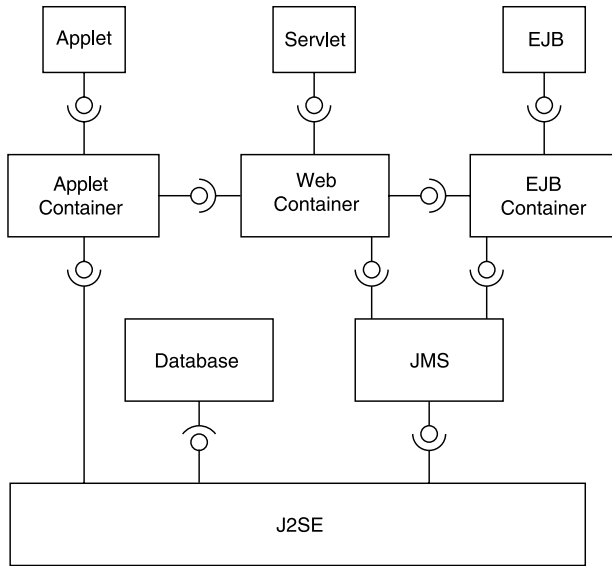 Applet
Servlet
EJB
Applet
Container
Web
Container
EJB
Container
Database
JMS
J2SE